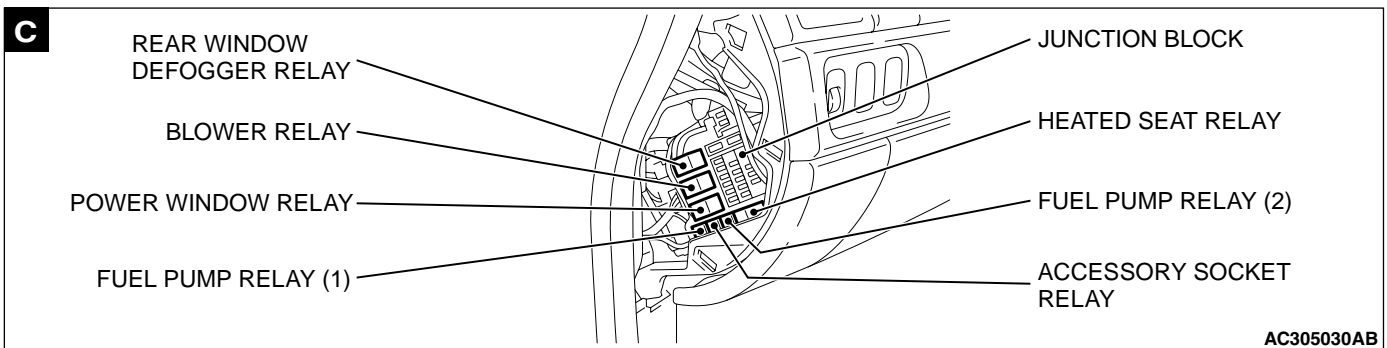 C
REAR WINDOW
DEFOGGER RELAY
BLOWER RELAY
POWER WINDOW RELAY
FUEL PUMP RELAY (1)
JUNCTION BLOCK
HEATED SEAT RELAY
FUEL PUMP RELAY (2)
ACCESSORY SOCKET
RELAY
AC305030AB